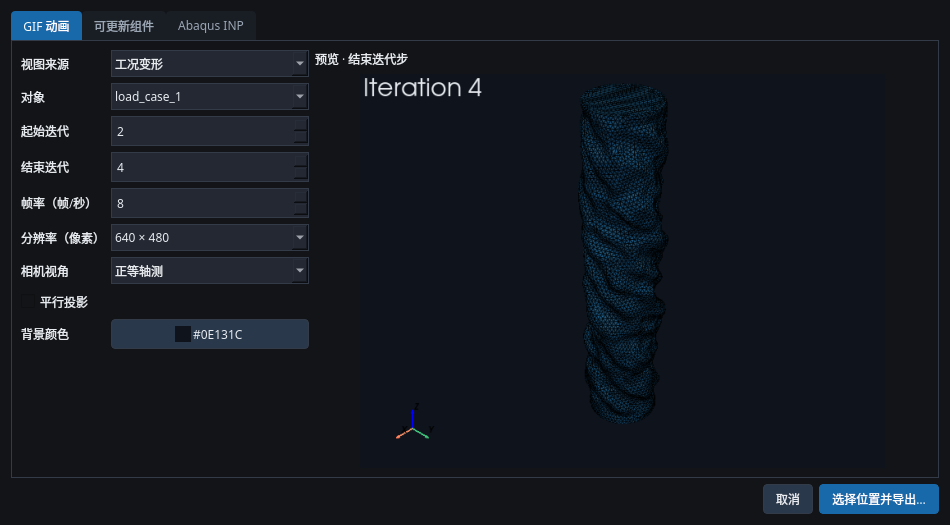 GIF 动画
可更新组件
Abaqus INP
视图来源
工况变形
预览 · 结束迭代步
对象
load_case_1
Iteration 4
起始迭代
2
结束迭代
4
帧率（帧/秒）
8
分辨率（像素）
640 × 480
相机视角
正等轴测
平行投影
背景颜色
#0E131C
取消
选择位置并导出...